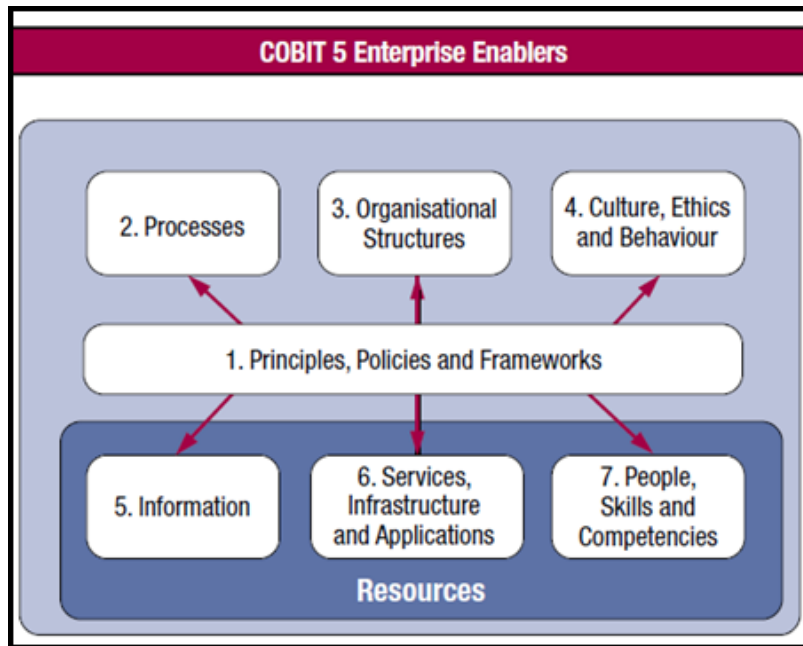 COBIT 5 Enterprise Enablers
2. Processes
3. Organisational
Structures
4. Culture, Ethics
and Behaviour
1. Principles, Policies and Frameworks
5. Information
6. Services,
Infrastructure
and Applications
7. People,
Skills and
Competencies
Resources